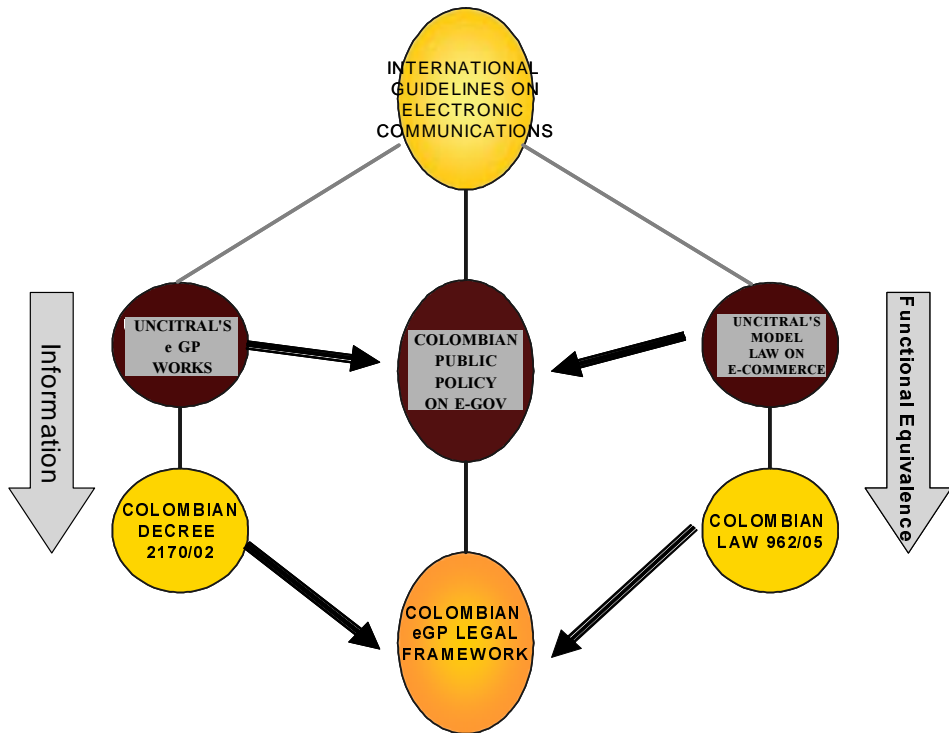 INTERNATIONAL
GUIDELINES ON
ELECTRONIC
COMMUNICATIONS
Information
UNCITRAL'S
e GP
WORKS
COLOMBIAN
PUBLIC
POLICY
ON E-GOV
UNCITRAL'S
MODEL
LAW ON
E-COMMERCE
Functional Equivalence
COLOMBIAN
DECREE
2170/02
COLOMBIAN
LAW 962/05
COLOMBIAN
eGP LEGAL
FRAMEWORK